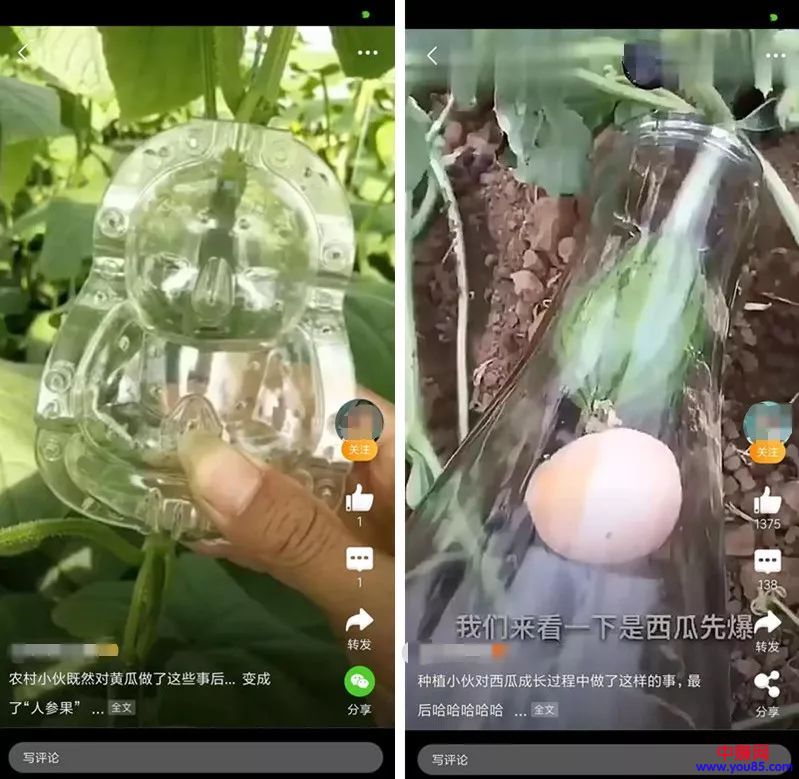 关注
1
1
转发
农村小伙既然对黄瓜做了这些事后... 变成
了“人参果” ... 全文
分享
写评论
关注
1375
138
我们来看一下是西瓜先爆
转发
种植小伙对西瓜成长过程中做了这样的事，最
后哈哈哈哈哈 ... 全文
分享
写评论
www.you85.com